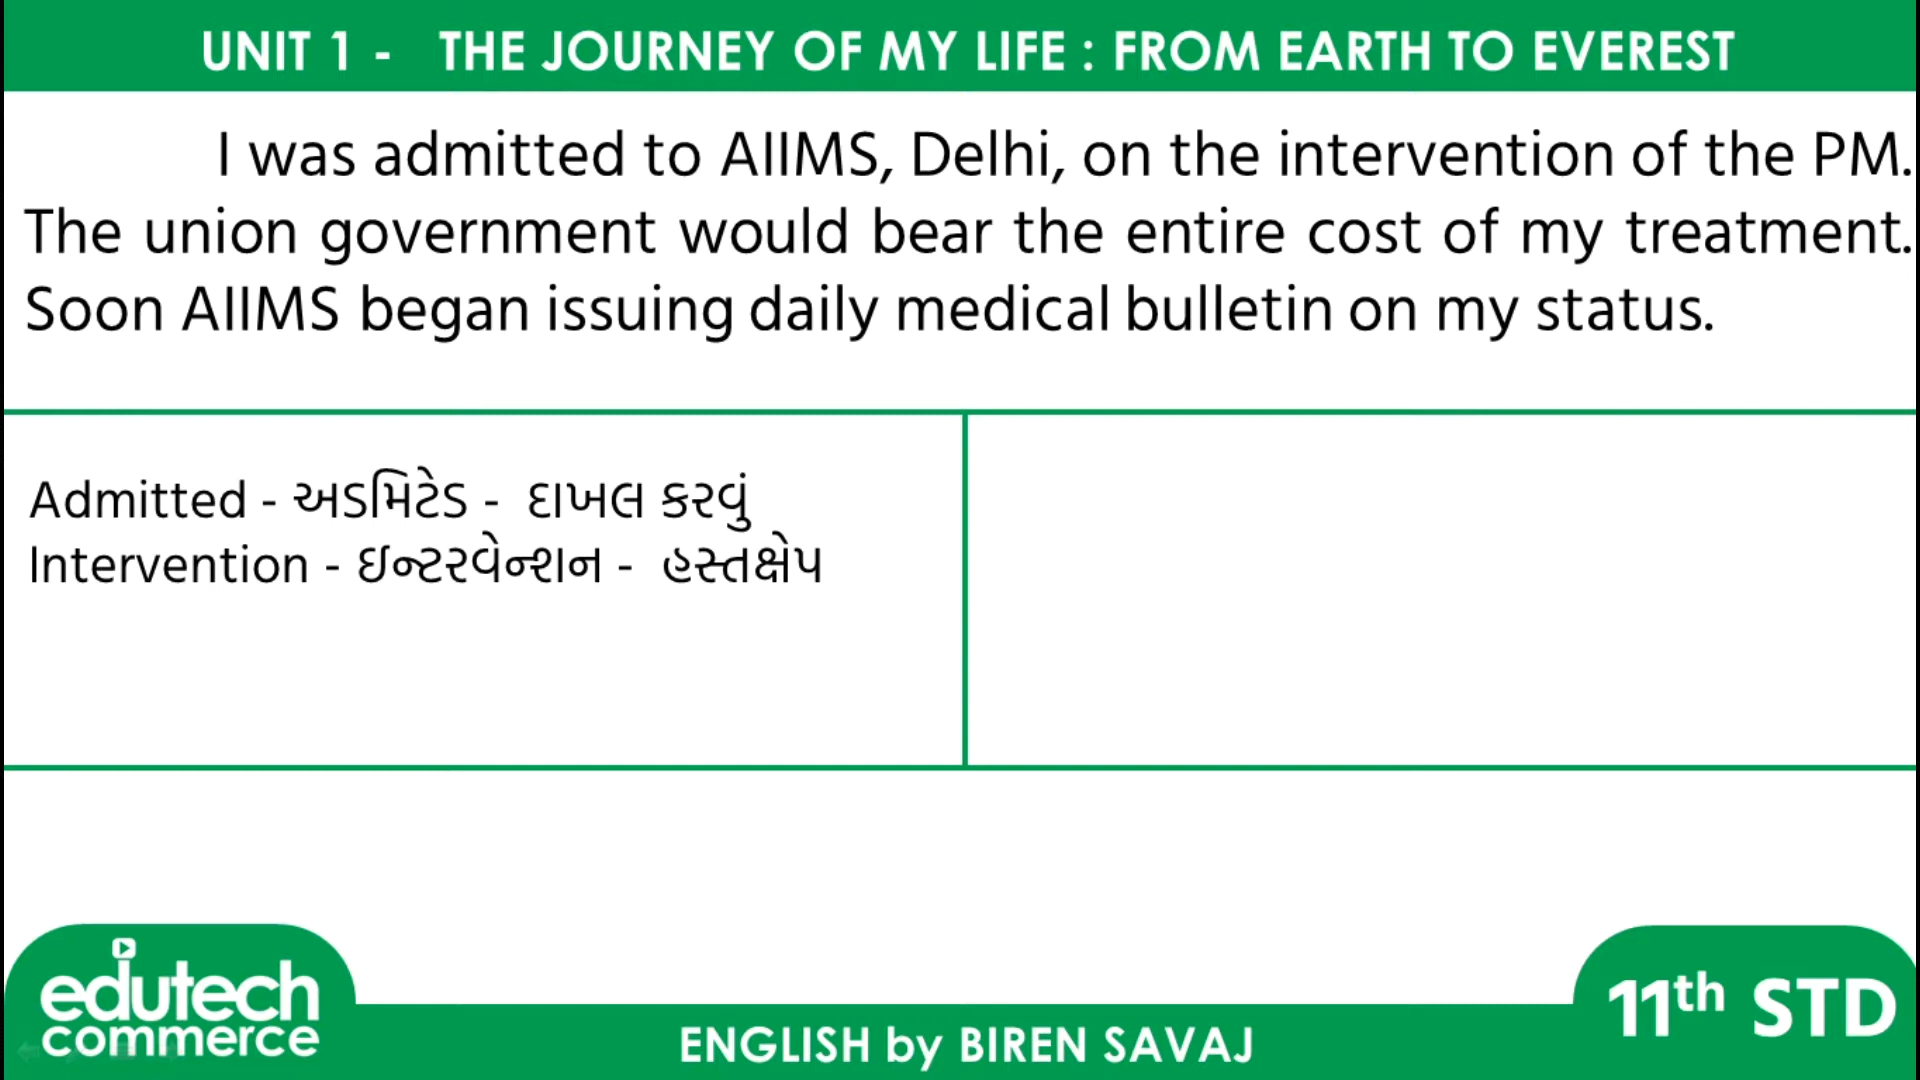 UNIT 1 - THE JOURNEY OF MY LIFE : FROM EARTH TO EVEREST
I was admitted to AIIMS, Delhi, on the intervention of the PM.
The union government would bear the entire cost of my treatment.
Soon AIIMS began issuing daily medical bulletin on my status.
Admitted - અડમિટેડ - દાખલ કરવું
Intervention - ઇન્ટરવેન્શન - હસ્તક્ષેપ
edutech
commerce
ENGLISH by BIREN SAVAJ
11th STD